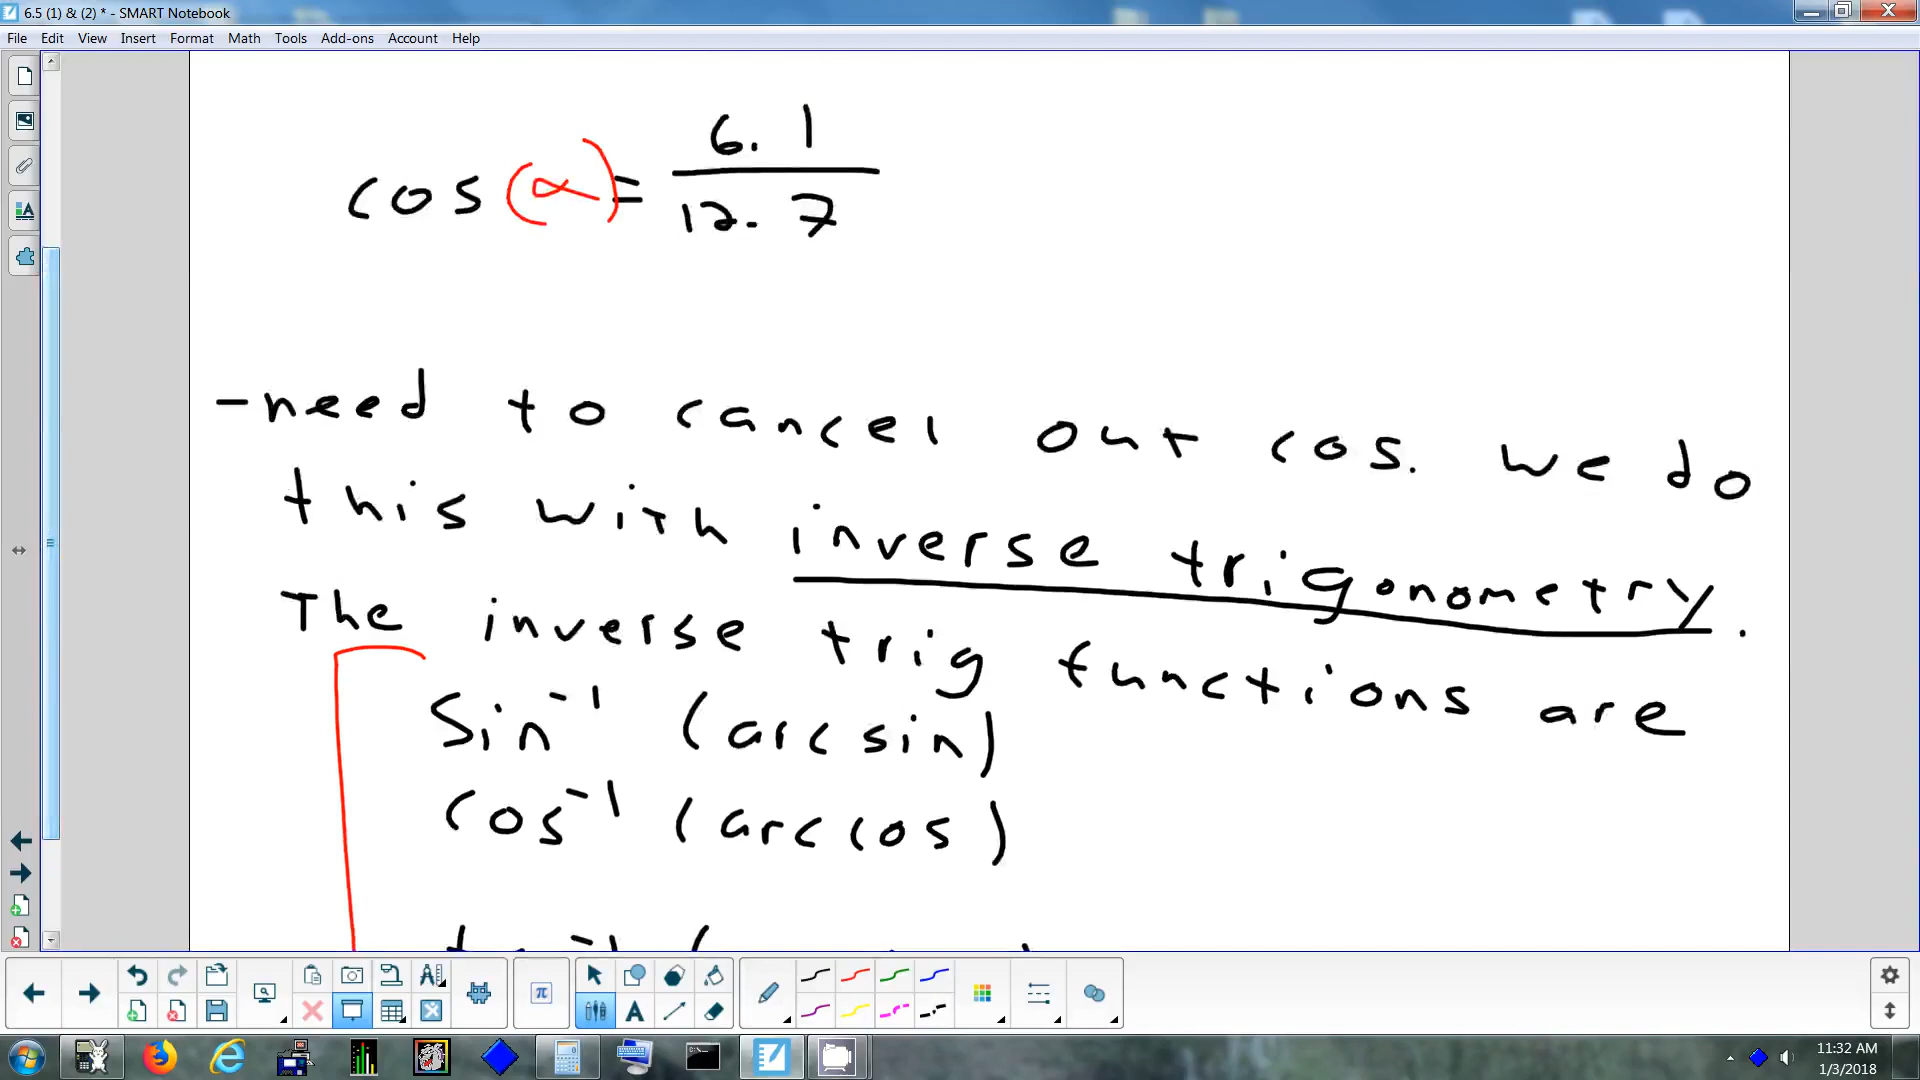 6.5 (1) & (2) * - SMART Notebook
File Edit View Insert Format Math Tools Add-ons Account Help
cos (α) = 6.1 / 12.7
-need to cancel out cos. we do
this with inverse trigonometry.
The inverse trig functions are
Sin⁻¹ (arcsin)
cos⁻¹ (arccos)
11:32 AM
1/3/2018